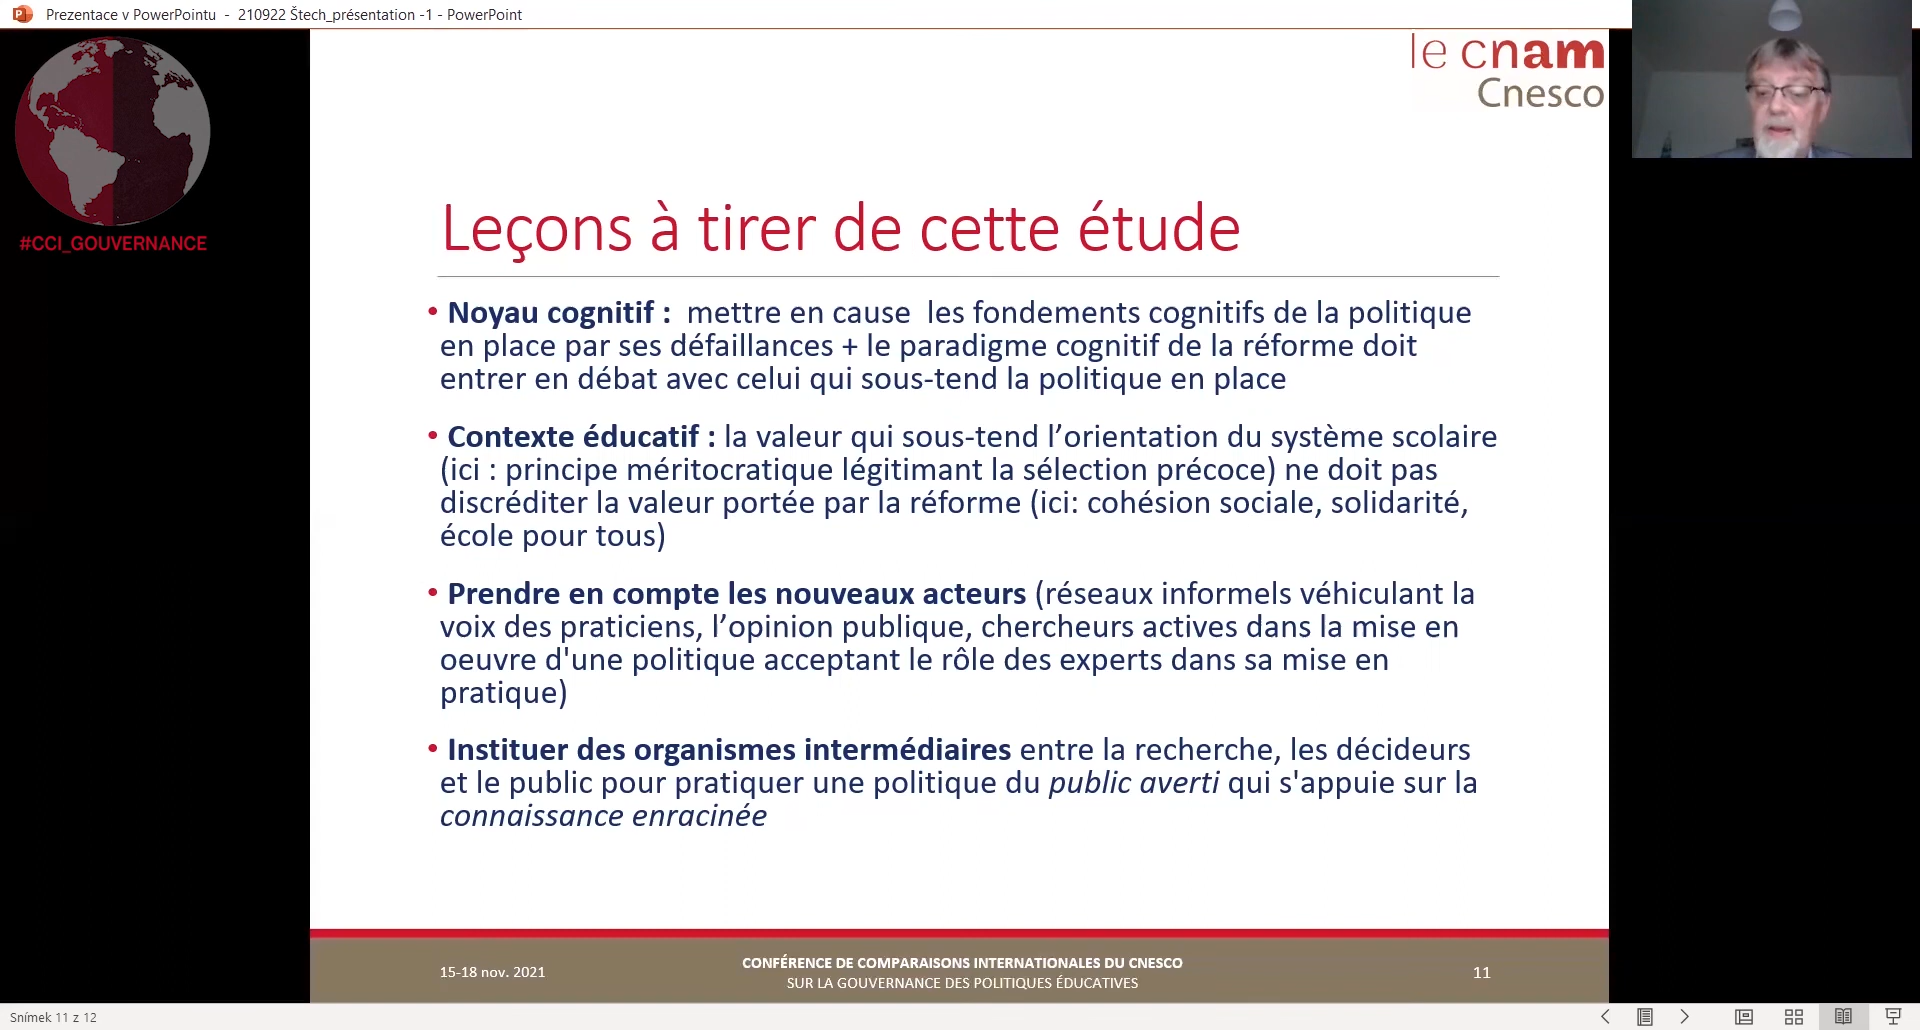 Prezentace v PowerPointu - 210922 Štech_présentation -1 - PowerPoint
le cnam
Cnesco
#CCI_GOUVERNANCE
Leçons à tirer de cette étude
• Noyau cognitif : mettre en cause les fondements cognitifs de la politique
en place par ses défaillances + le paradigme cognitif de la réforme doit
entrer en débat avec celui qui sous-tend la politique en place
• Contexte éducatif : la valeur qui sous-tend l’orientation du système scolaire
(ici : principe méritocratique légitimant la sélection précoce) ne doit pas
discréditer la valeur portée par la réforme (ici: cohésion sociale, solidarité,
école pour tous)
• Prendre en compte les nouveaux acteurs (réseaux informels véhiculant la
voix des praticiens, l’opinion publique, chercheurs actives dans la mise en
oeuvre d'une politique acceptant le rôle des experts dans sa mise en
pratique)
• Instituer des organismes intermédiaires entre la recherche, les décideurs
et le public pour pratiquer une politique du public averti qui s'appuie sur la
connaissance enracinée
15-18 nov. 2021
CONFÉRENCE DE COMPARAISONS INTERNATIONALES DU CNESCO
SUR LA GOUVERNANCE DES POLITIQUES ÉDUCATIVES
11
Snímek 11 z 12